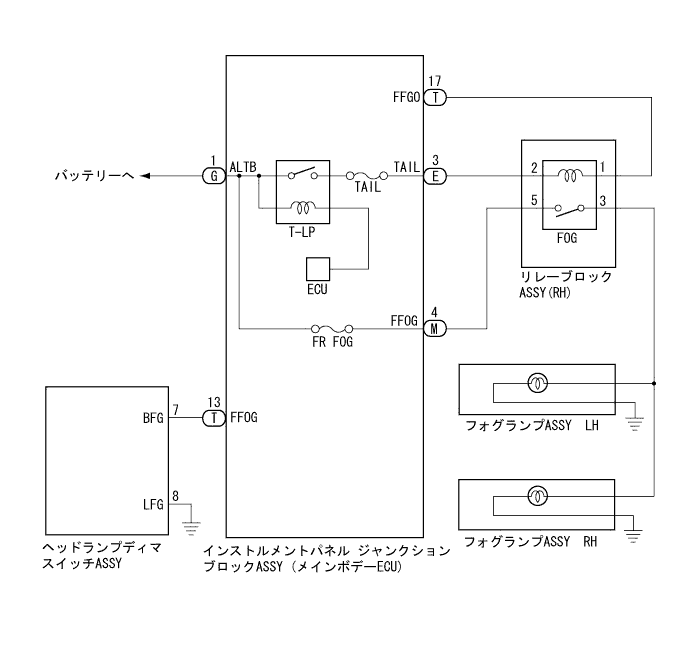 17
FFGO T
1
バッテリーへ G ALTB
TAIL
3
E
TAIL
T-LP
ECU
2 1
5 3
FOG
リレーブロック
ASSY(RH)
FFOG
4
M
FR FOG
BFG 7
13
T FFOG
LFG 8
ヘッドランプディマ
スイッチASSY
インストルメントパネル ジャンクション
ブロックASSY (メインボデーECU)
フォグランプASSY LH
フォグランプASSY RH